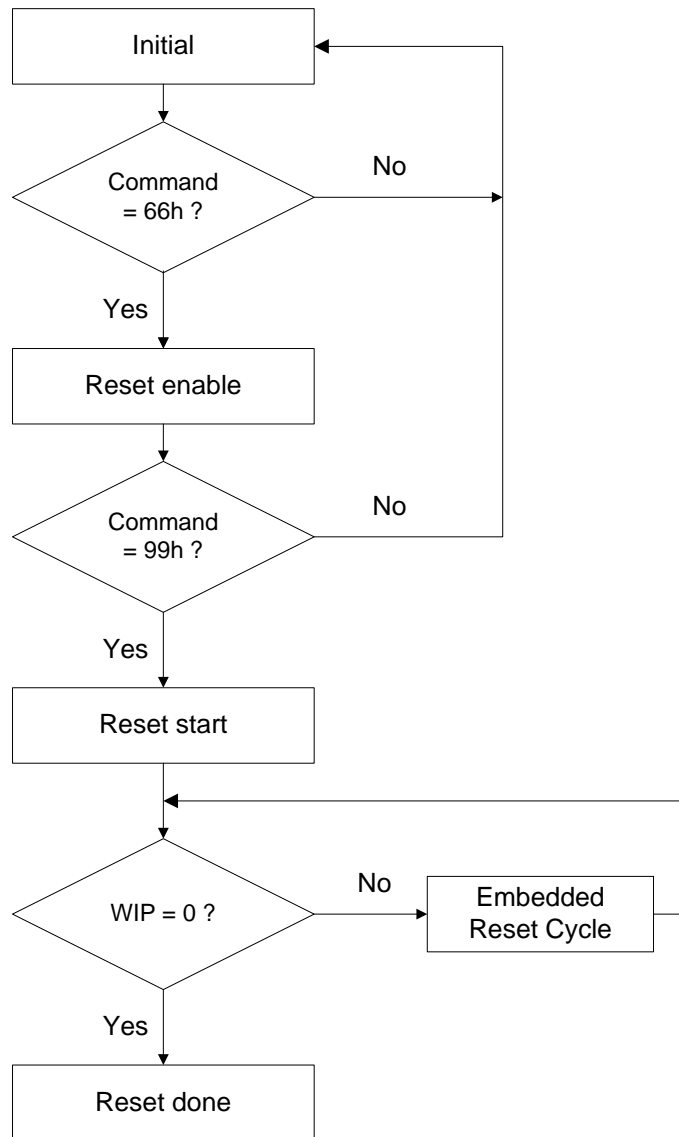 Initial
Command
= 66h ?
No
Yes
Reset enable
Command
= 99h ?
No
Yes
Reset start
WIP = 0 ?
No
Embedded
Reset Cycle
Yes
Reset done